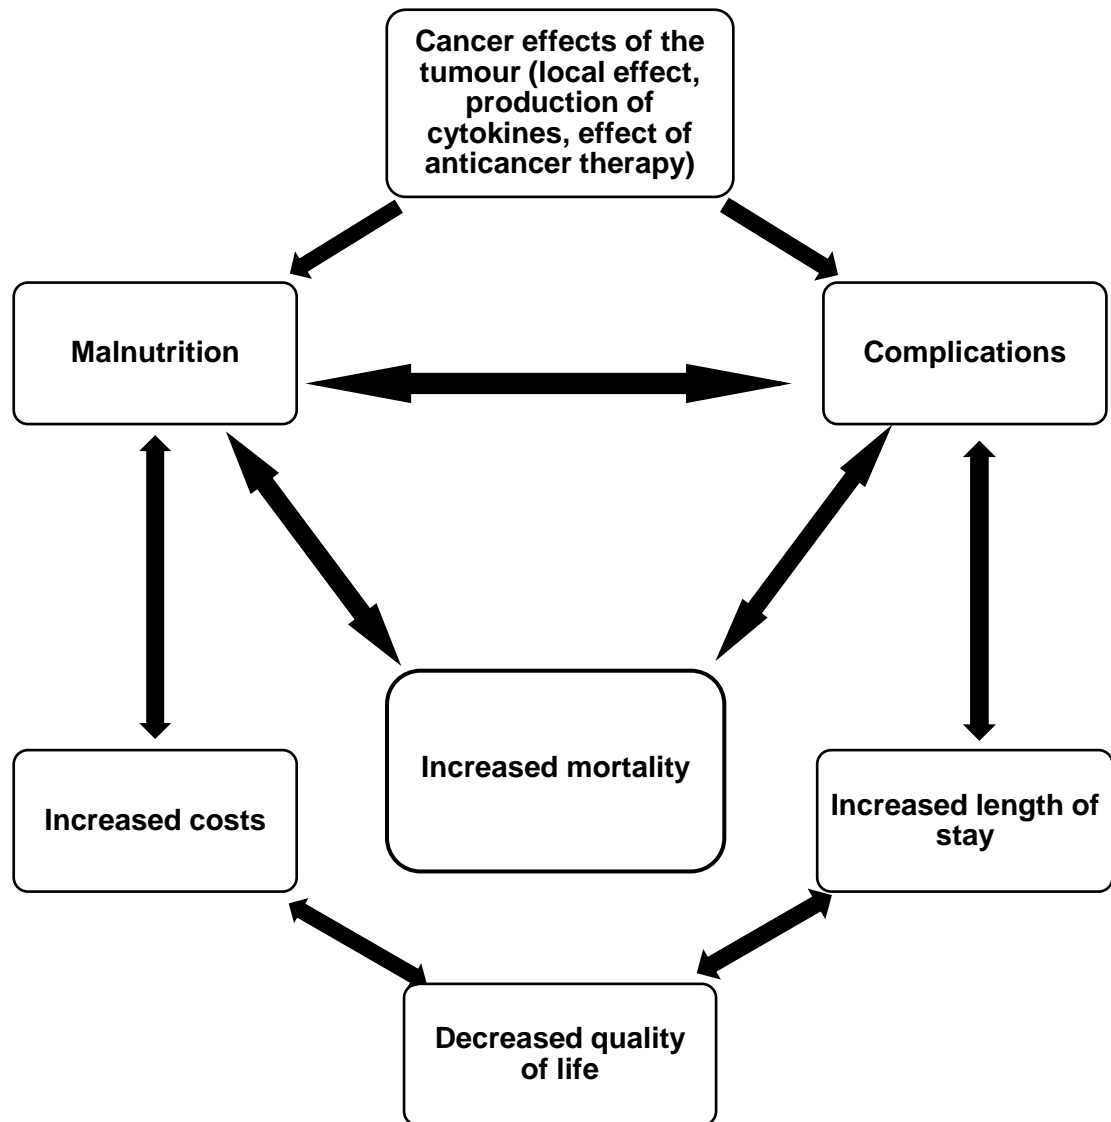 Cancer effects of the
tumour (local effect,
production of
cytokines, effect of
anticancer therapy)
Malnutrition
Complications
Increased mortality
Increased costs
Increased length of
stay
Decreased quality
of life